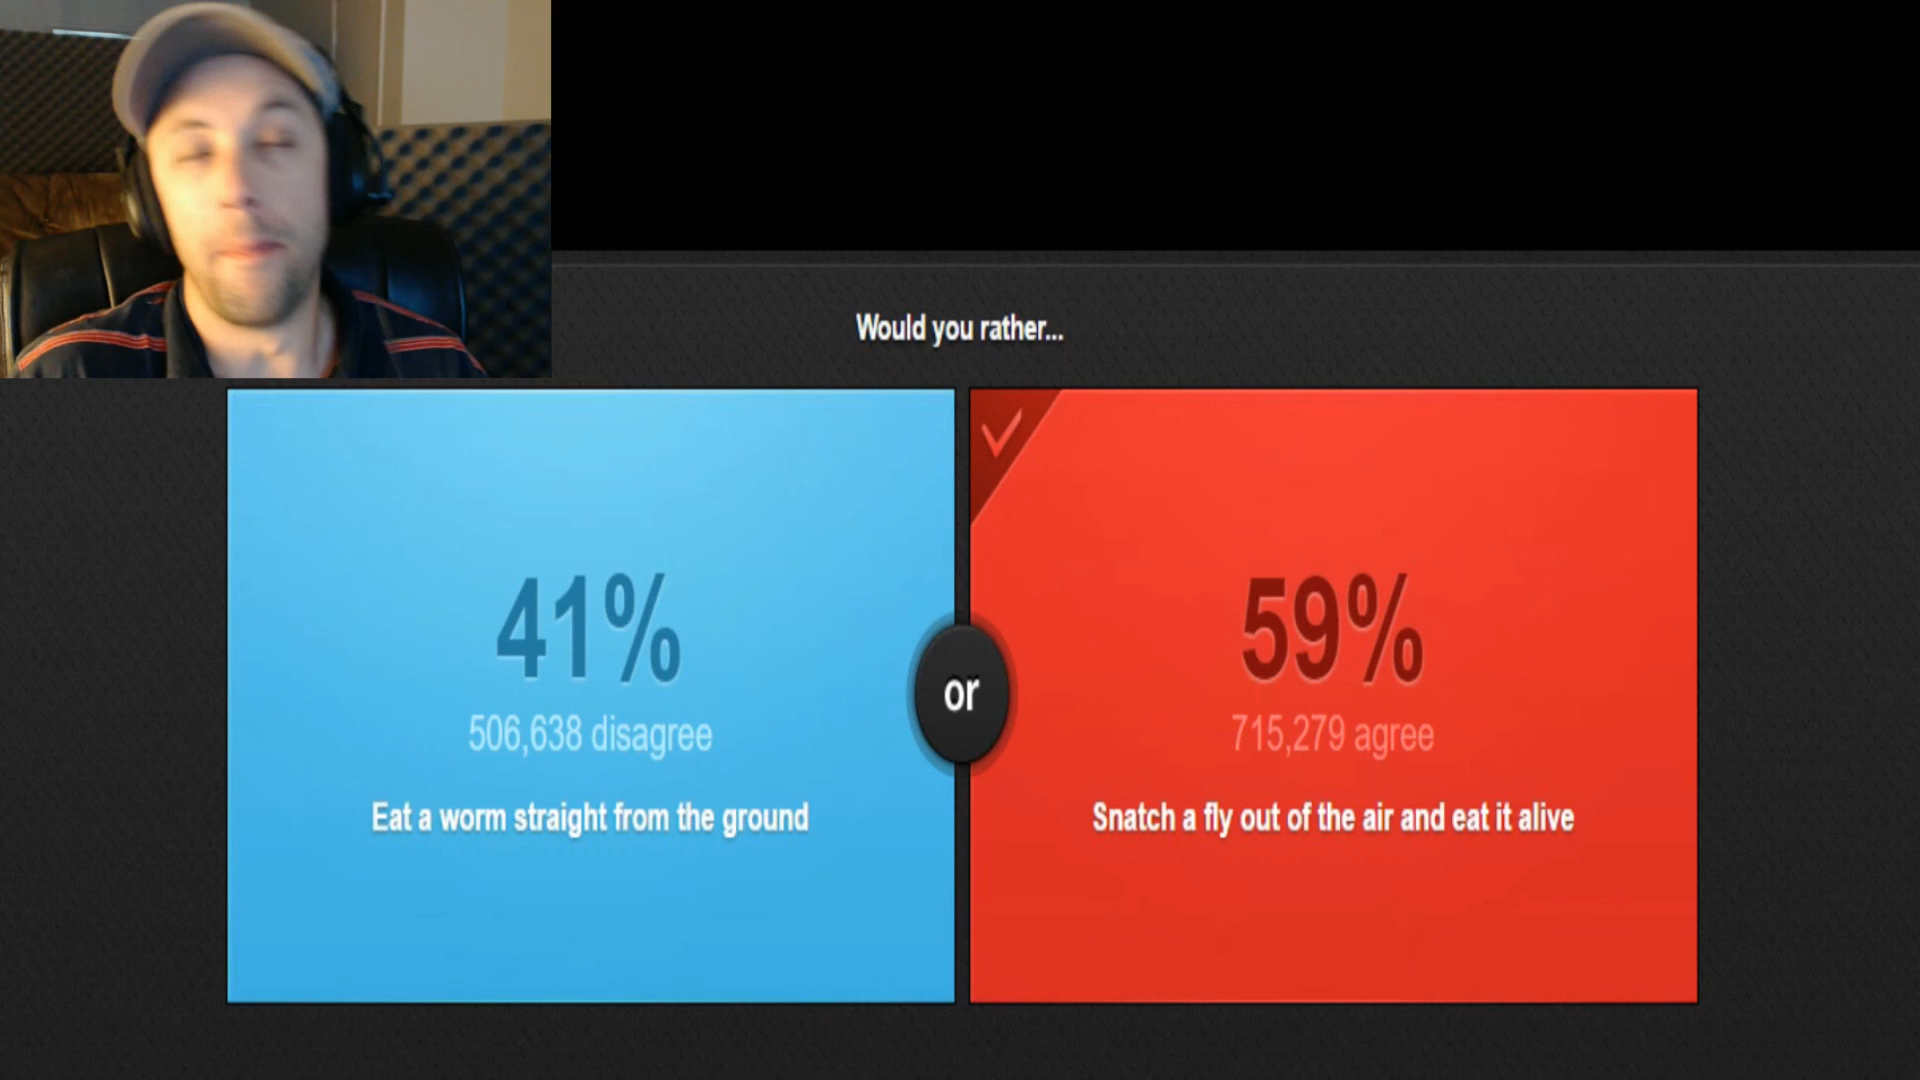 Would you rather...
41%
506,638 disagree
Eat a worm straight from the ground
or
59%
715,279 agree
Snatch a fly out of the air and eat it alive